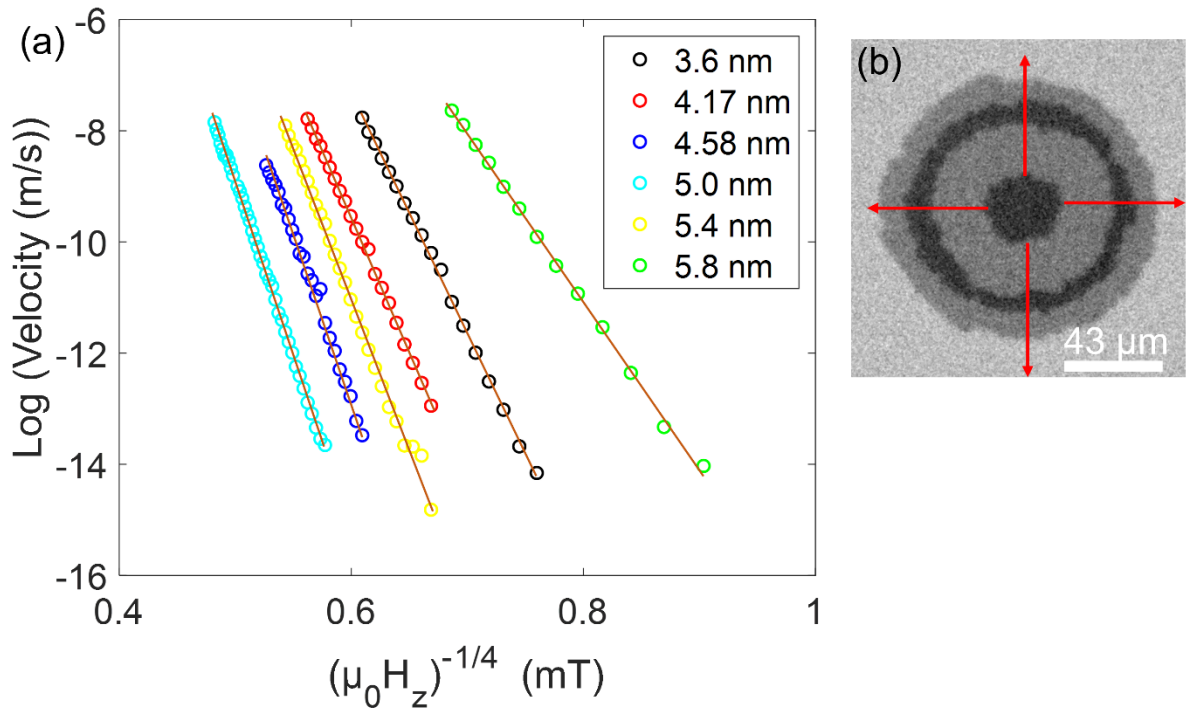 (a)
-6
-8
-10
-12
-14
-16
Log (Velocity (m/s))
0.4
0.6
0.8
1
(μ₀H_z)^-1/4 (mT)
3.6 nm
4.17 nm
4.58 nm
5.0 nm
5.4 nm
5.8 nm
(b)
43 μm